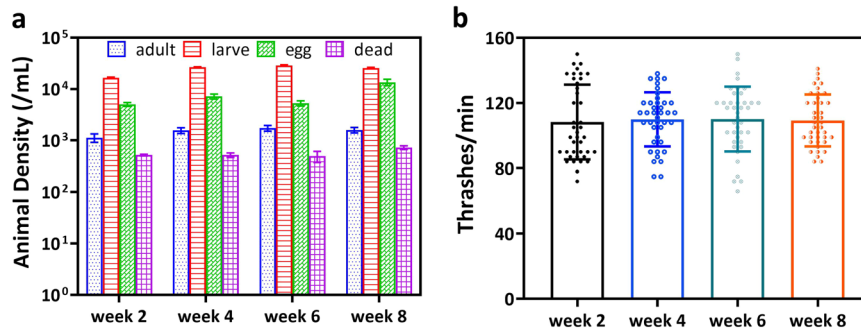 a
Animal Density (/mL)
10⁵
10⁴
10³
10²
10¹
10⁰
adult larve egg dead
week 2 week 4 week 6 week 8
b
Thrashes/min
160
120
80
40
0
week 2 week 4 week 6 week 8